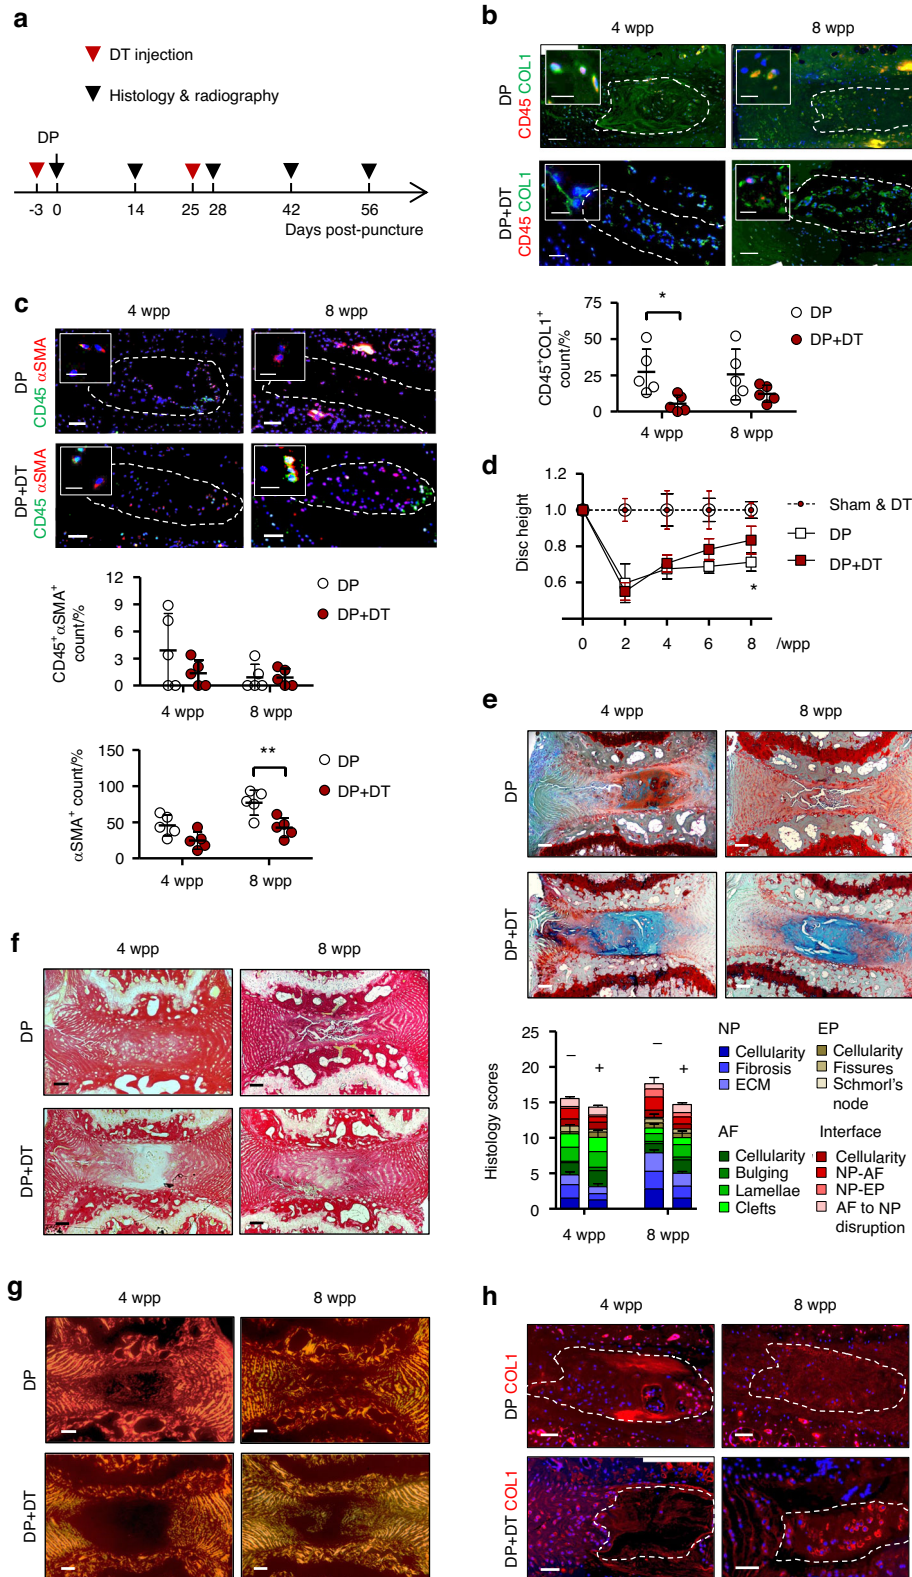 a
DT injection
Histology & radiography
DP
-3 0 14 25 28 42 56
Days post-puncture
b
4 wpp 8 wpp
DP
CD45 COL1
DP+DT
CD45 COL1
75
50
25
0
CD45⁺COL1⁺
count/%
*
DP
DP+DT
4 wpp 8 wpp
c
4 wpp 8 wpp
DP
CD45 αSMA
DP+DT
CD45 αSMA
12
9
6
3
0
CD45⁺αSMA⁺
count/%
DP
DP+DT
4 wpp 8 wpp
150
100
50
0
αSMA⁺ count/%
**
DP
DP+DT
4 wpp 8 wpp
d
1.2
1.0
0.8
0.6
Disc height
Sham & DT
DP
DP+DT
*
0 2 4 6 8 /wpp
e
4 wpp 8 wpp
DP
DP+DT
25
20
15
10
5
0
Histology scores
– + – +
4 wpp 8 wpp
NP
Cellularity
Fibrosis
ECM
EP
Cellularity
Fissures
Schmorl's
node
AF
Cellularity
Bulging
Lamellae
Clefts
Interface
Cellularity
NP-AF
NP-EP
AF to NP
disruption
f
4 wpp 8 wpp
DP
DP+DT
g
4 wpp 8 wpp
DP
DP+DT
h
4 wpp 8 wpp
DP COL1
DP+DT COL1